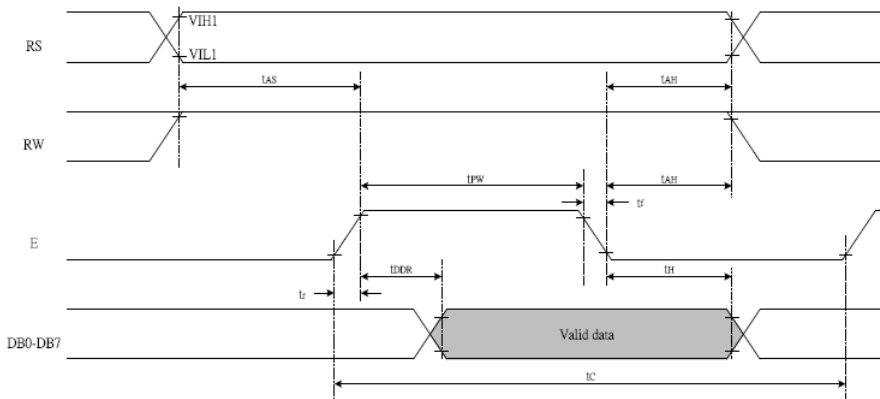 VIH1
RS
VIL1
tAS
tAH
RW
tPW
tAH
tf
E
tDDR
tH
tr
Valid data
DB0-DB7
tC